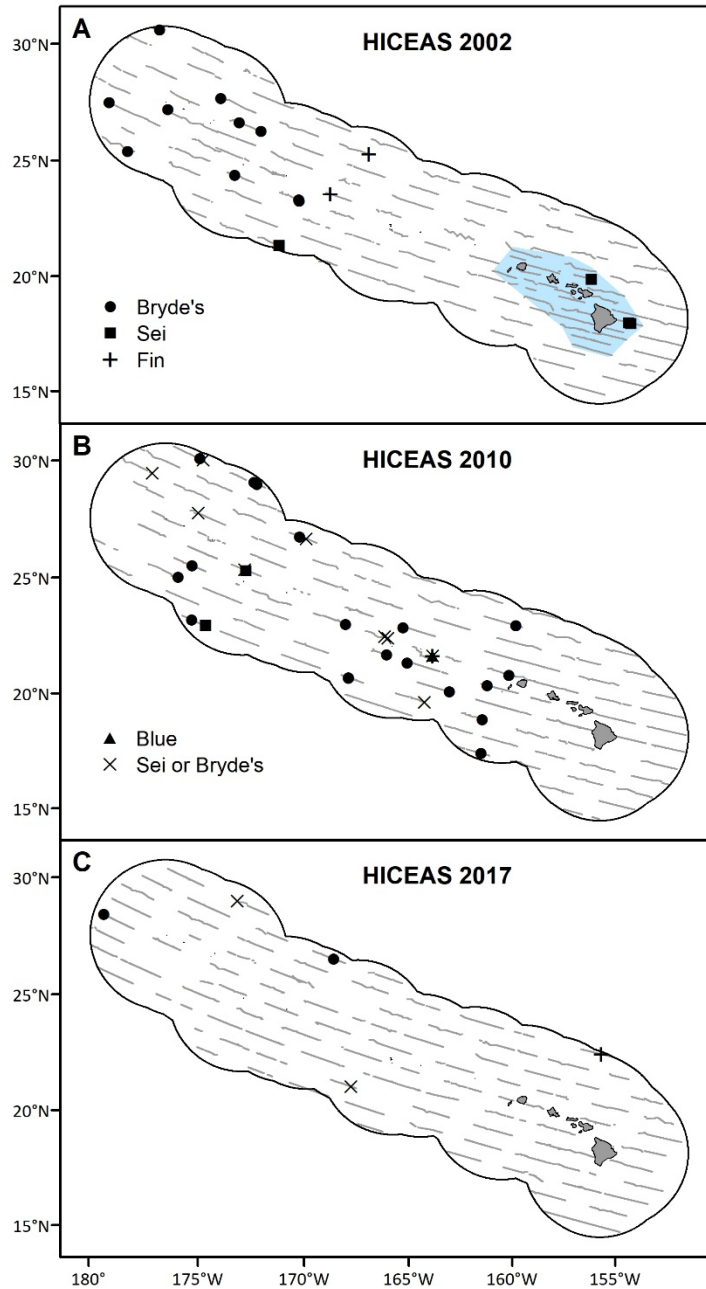 A
HICEAS 2002
30°N
25°N
20°N
15°N
Bryde's
Sei
Fin
B
HICEAS 2010
30°N
25°N
20°N
15°N
Blue
Sei or Bryde's
C
HICEAS 2017
30°N
25°N
20°N
15°N
180° 175°W 170°W 165°W 160°W 155°W